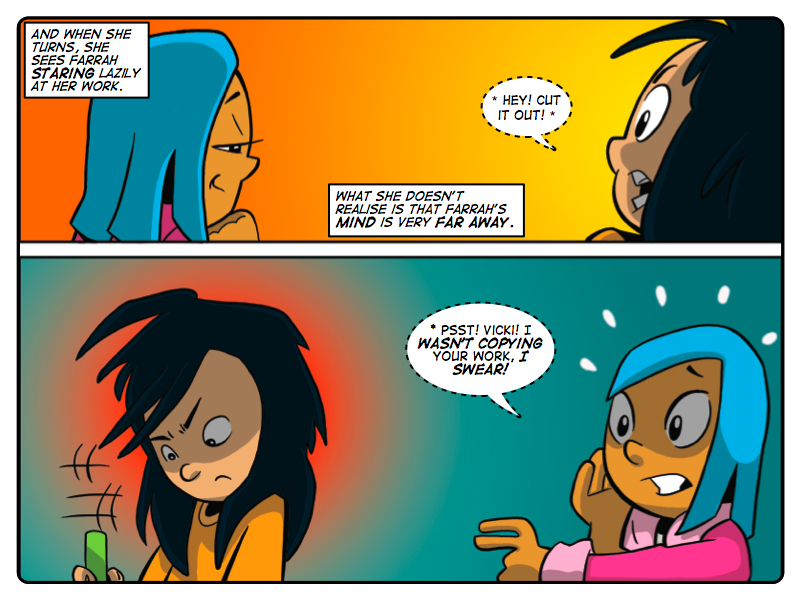 AND WHEN SHE
TURNS, SHE
SEES FARRAH
STARING LAZILY
AT HER WORK.
* HEY! CUT
IT OUT! *
WHAT SHE DOESN'T
REALISE IS THAT FARRAH'S
MIND IS VERY FAR AWAY.
* PSST! VICKI! I
WASN'T COPYING
YOUR WORK, I
SWEAR!